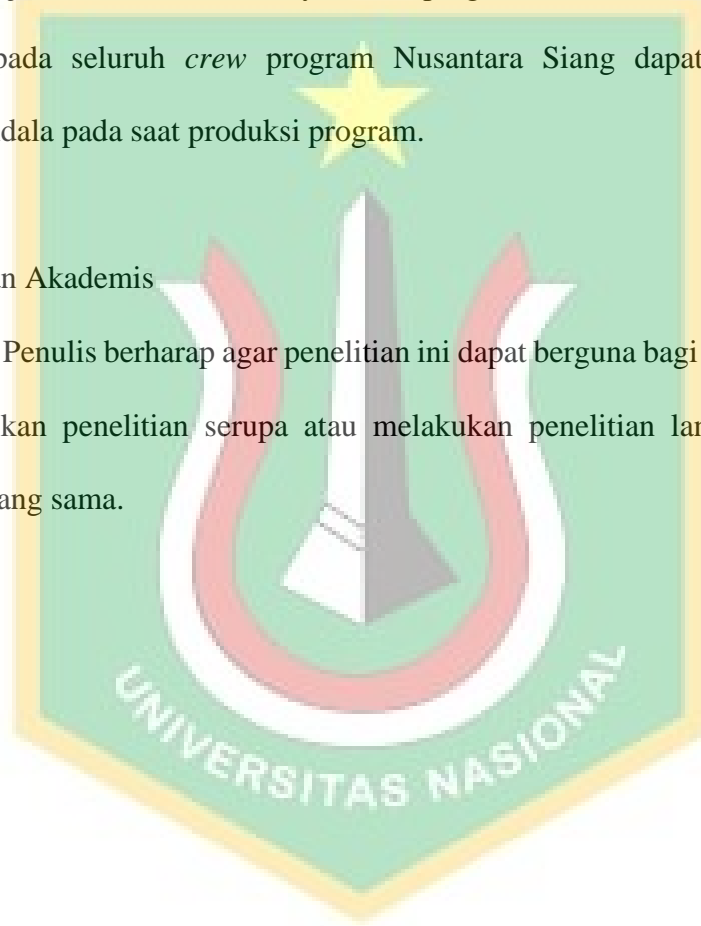 pada seluruh crew program Nusantara Siang dapat
dala pada saat produksi program.
n Akademis
Penulis berharap agar penelitian ini dapat berguna bagi
kan penelitian serupa atau melakukan penelitian lan
ang sama.
UNIVERSITAS NASIONAL